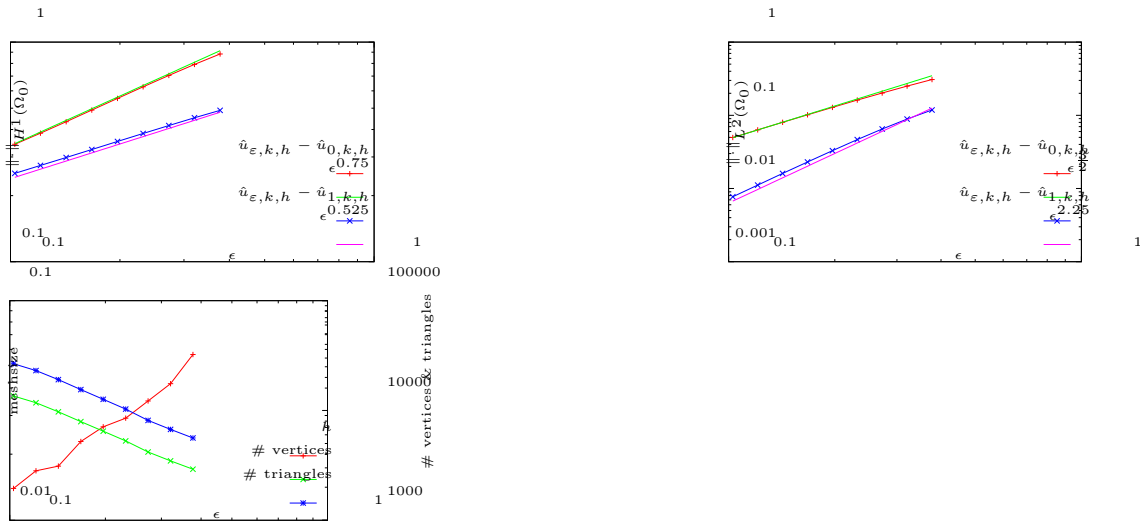 1
‖·‖H¹(Ω₀)
û_{ε,k,h} − û_{0,k,h}
ϵ^{0.75}
û_{ε,k,h} − û_{1,k,h}
ϵ^{0.525}
0.1
0.1
1
ϵ
1
0.1
0.01
0.001
û_{ε,k,h} − û_{0,k,h}
û_{ε,k,h} − û_{1,k,h}
ϵ^{2.25}
0.1
1
ϵ
0.1
100000
10000
1000
meshsize
# vertices & triangles
h
# vertices
# triangles
0.01
0.1
1
ϵ